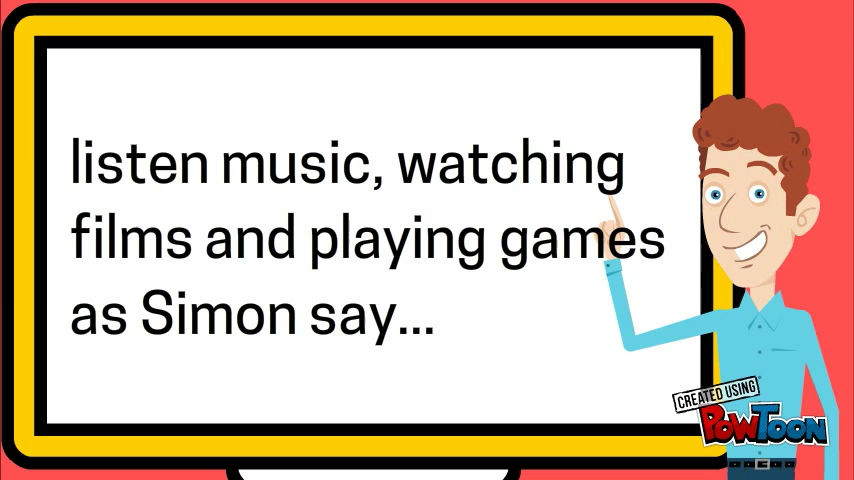 listen music, watching
films and playing games
as Simon say...
CREATED USING
POWTOON